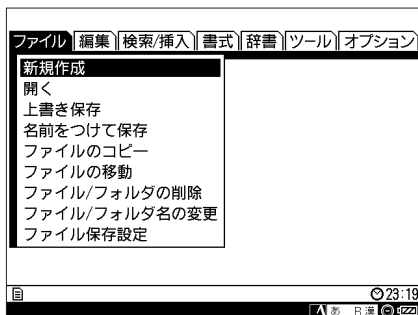 ファイル 編集 検索/挿入 書式 辞書 ツール オプション
新規作成
開く
上書き保存
名前をつけて保存
ファイルのコピー
ファイルの移動
ファイル/フォルダの削除
ファイル/フォルダ名の変更
ファイル保存設定
23:19
A あ R 漢